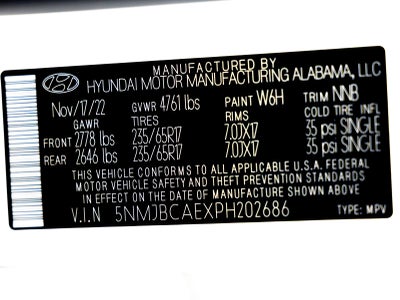 MANUFACTURED BY
HYUNDAI MOTOR MANUFACTURING ALABAMA, LLC
Nov/17/22 GVWR 4761 lbs PAINT W6H TRIM NNB
GAWR TIRES RIMS COLD TIRE INFL
FRONT 2778 lbs 235/65R17 7.0JX17 35 psi SINGLE
REAR 2646 lbs 235/65R17 7.0JX17 35 psi SINGLE
THIS VEHICLE CONFORMS TO ALL APPLICABLE U.S.A. FEDERAL
MOTOR VEHICLE SAFETY AND THEFT PREVENTION STANDARDS
IN EFFECT ON THE DATE OF MANUFACTURE SHOWN ABOVE
V.I.N 5NMJBCAEXPH202686 TYPE: MPV